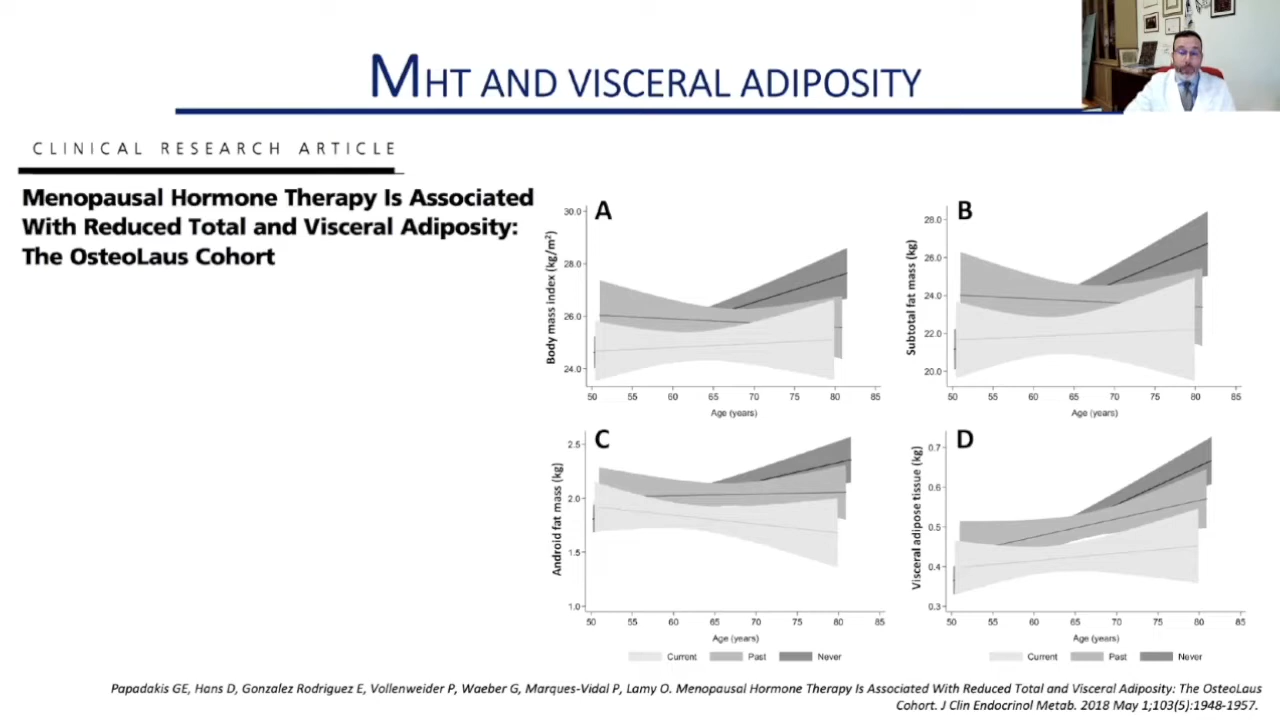 MHT AND VISCERAL ADIPOSITY
CLINICAL RESEARCH ARTICLE
Menopausal Hormone Therapy Is Associated
With Reduced Total and Visceral Adiposity:
The OsteoLaus Cohort
A
Body mass index (kg/m²)
30.0
28.0
26.0
24.0
50 55 60 65 70 75 80 85
Age (years)
B
Subtotal fat mass (kg)
28.0
26.0
24.0
22.0
20.0
50 55 60 65 70 75 80 85
Age (years)
C
Android fat mass (kg)
2.5
2.0
1.5
1.0
50 55 60 65 70 75 80 85
Age (years)
Current Past Never
D
Visceral adipose tissue (kg)
0.7
0.6
0.5
0.4
0.3
50 55 60 65 70 75 80 85
Age (years)
Current Past Never
Papadakis GE, Hans D, Gonzalez Rodriguez E, Vollenweider P, Waeber G, Marques-Vidal P, Lamy O. Menopausal Hormone Therapy Is Associated With Reduced Total and Visceral Adiposity: The OsteoLaus
Cohort. J Clin Endocrinol Metab. 2018 May 1;103(5):1948-1957.